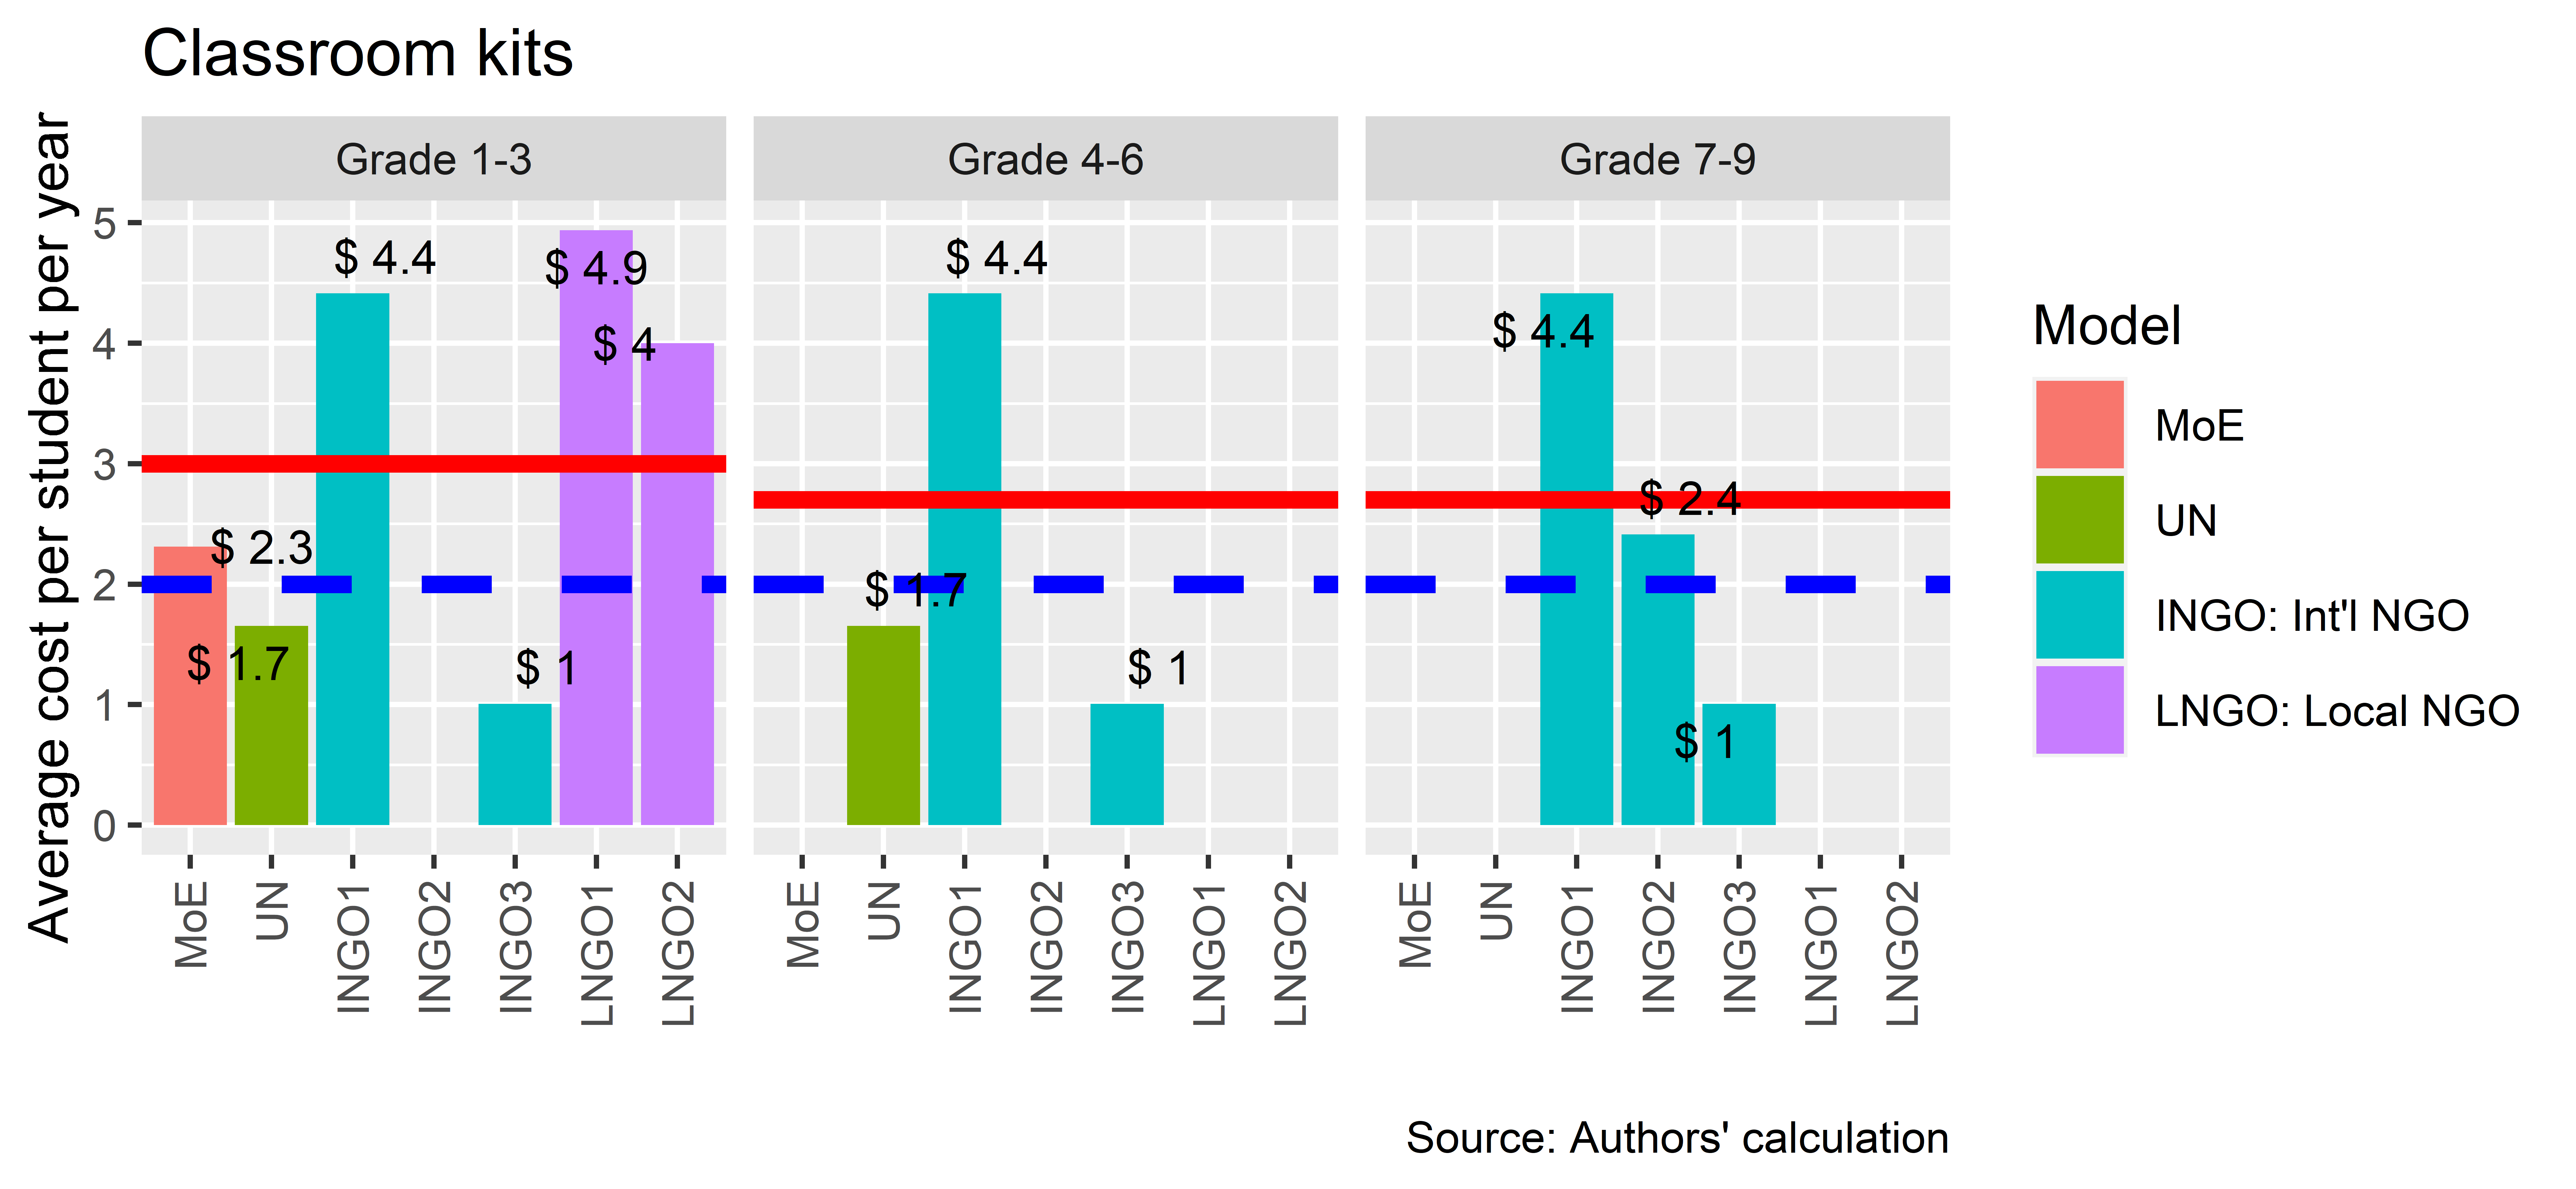 Classroom kits
Average cost per student per year
Grade 1-3
Grade 4-6
Grade 7-9
5
4
3
2
1
0
$ 2.3
$ 1.7
$ 4.4
$ 1
$ 4.9
$ 4
$ 1.7
$ 4.4
$ 1
$ 4.4
$ 2.4
$ 1
MoE
UN
INGO1
INGO2
INGO3
LNGO1
LNGO2
MoE
UN
INGO1
INGO2
INGO3
LNGO1
LNGO2
MoE
UN
INGO1
INGO2
INGO3
LNGO1
LNGO2
Model
MoE
UN
INGO: Int'l NGO
LNGO: Local NGO
Source: Authors' calculation